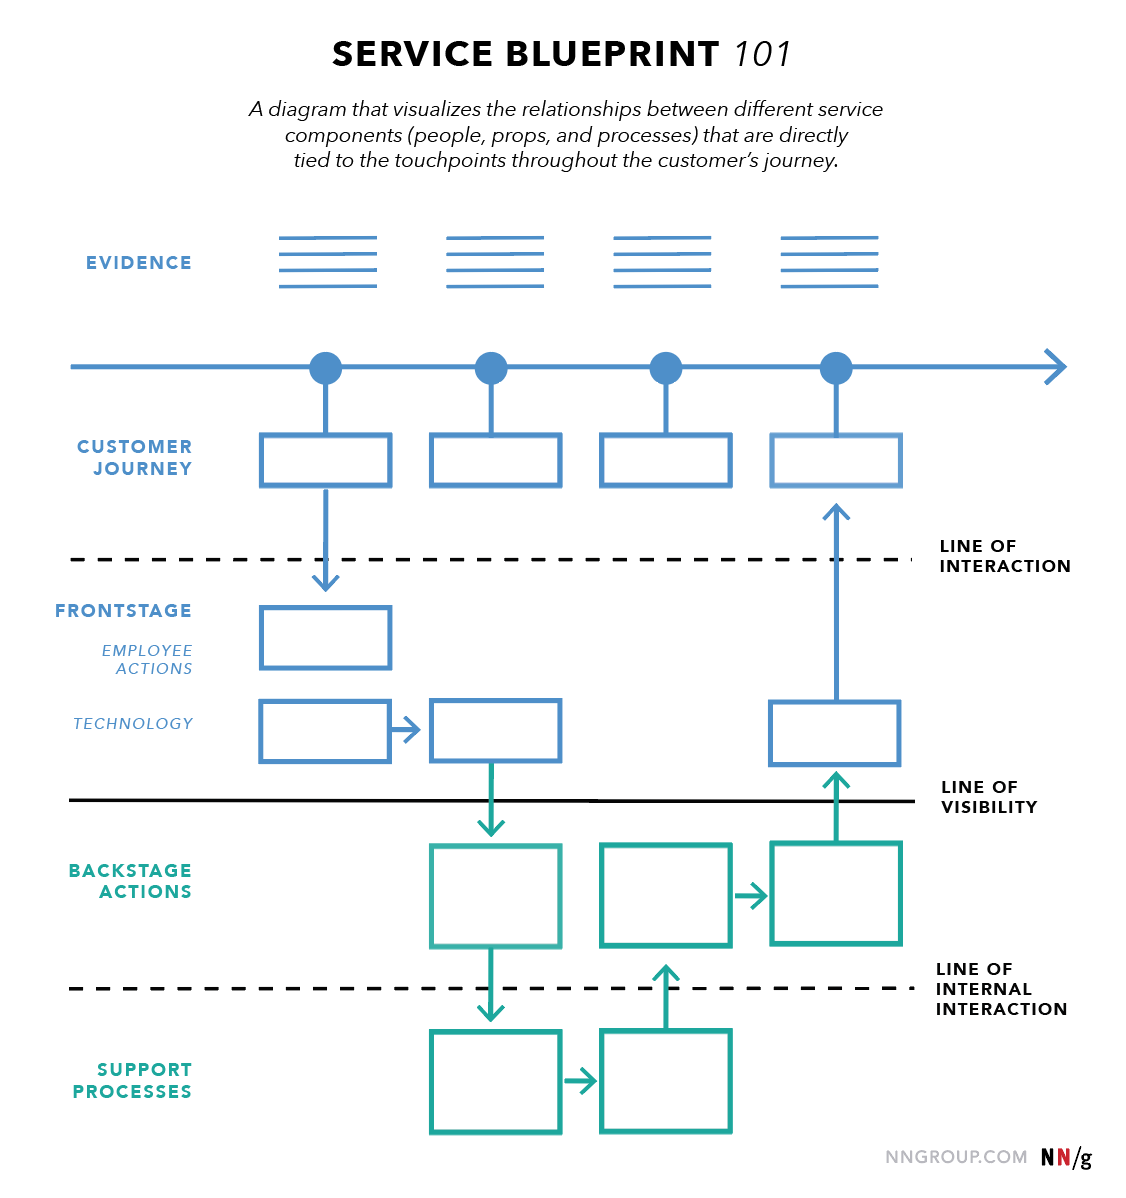 SERVICE BLUEPRINT 101
A diagram that visualizes the relationships between different service
components (people, props, and processes) that are directly
tied to the touchpoints throughout the customer’s journey.
EVIDENCE
CUSTOMER
JOURNEY
LINE OF
INTERACTION
FRONTSTAGE
EMPLOYEE
ACTIONS
TECHNOLOGY
LINE OF
VISIBILITY
BACKSTAGE
ACTIONS
LINE OF
INTERNAL
INTERACTION
SUPPORT
PROCESSES
NNGROUP.COM NN/g